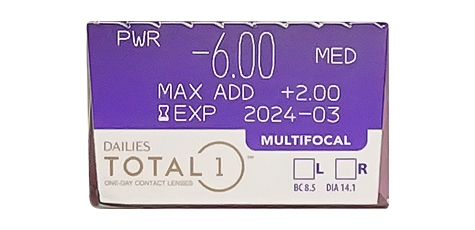 PWR -6.00 MED
MAX ADD +2.00
EXP 2024-03
MULTIFOCAL
DAILIES
TOTAL 1™
ONE-DAY CONTACT LENSES
L R
BC 8.5 DIA 14.1